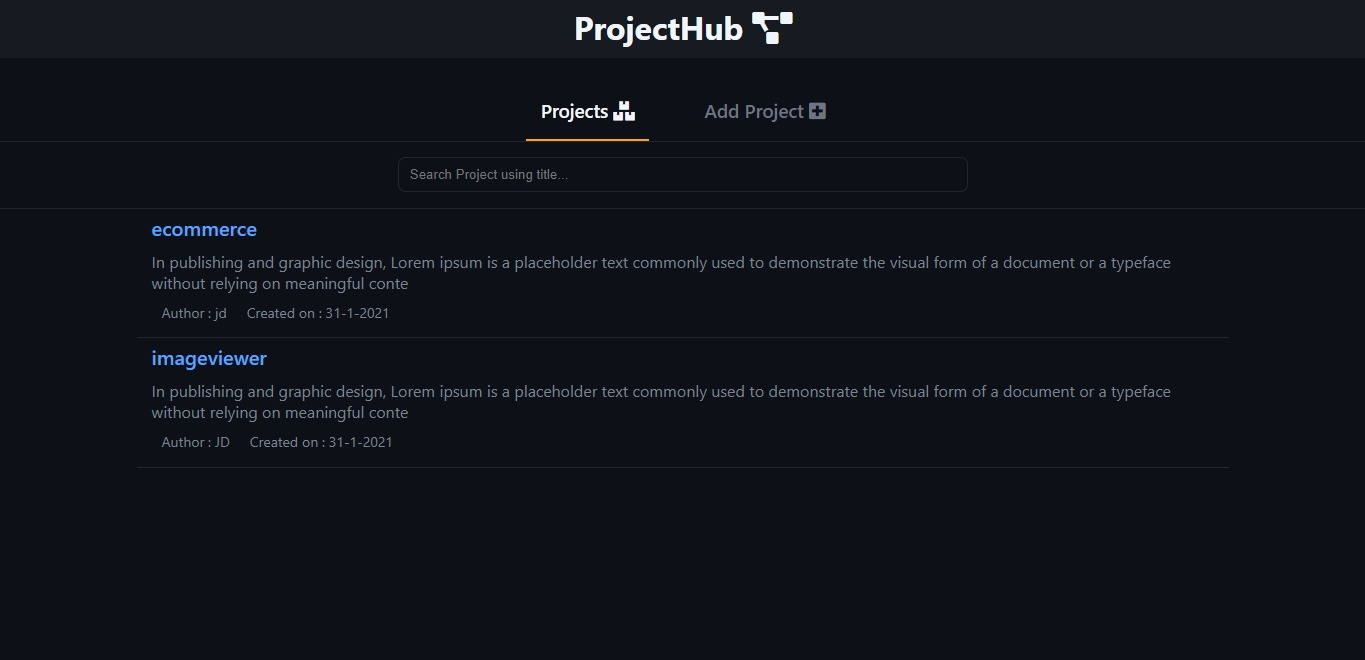 ProjectHub
Projects
Add Project
Search Project using title...
ecommerce
In publishing and graphic design, Lorem ipsum is a placeholder text commonly used to demonstrate the visual form of a document or a typeface
without relying on meaningful conte
Author : jd Created on : 31-1-2021
imageviewer
In publishing and graphic design, Lorem ipsum is a placeholder text commonly used to demonstrate the visual form of a document or a typeface
without relying on meaningful conte
Author : JD Created on : 31-1-2021